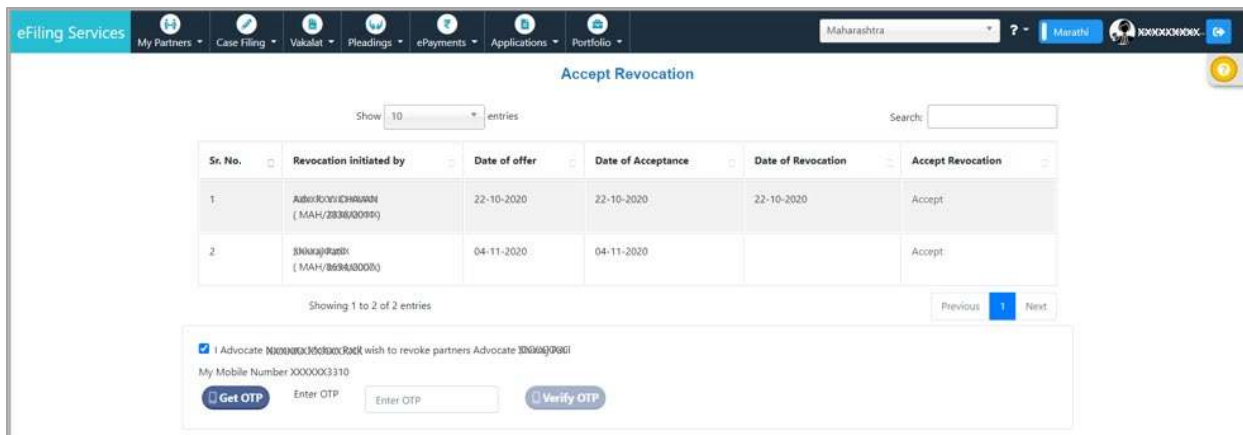 eFiling Services
My Partners Case Filing Vakalat Pleadings ePayments Applications Portfolio
Maharashtra
? Marathi
Accept Revocation
Show 10 entries
Search:
Sr. No. Revocation initiated by Date of offer Date of Acceptance Date of Revocation Accept Revocation
1 22-10-2020 22-10-2020 22-10-2020 Accept
( MAH/
2 04-11-2020 04-11-2020 Accept
( MAH/
Showing 1 to 2 of 2 entries
Previous 1 Next
I Advocate wish to revoke partners Advocate
My Mobile Number XXXXXX3310
Get OTP Enter OTP Enter OTP Verify OTP